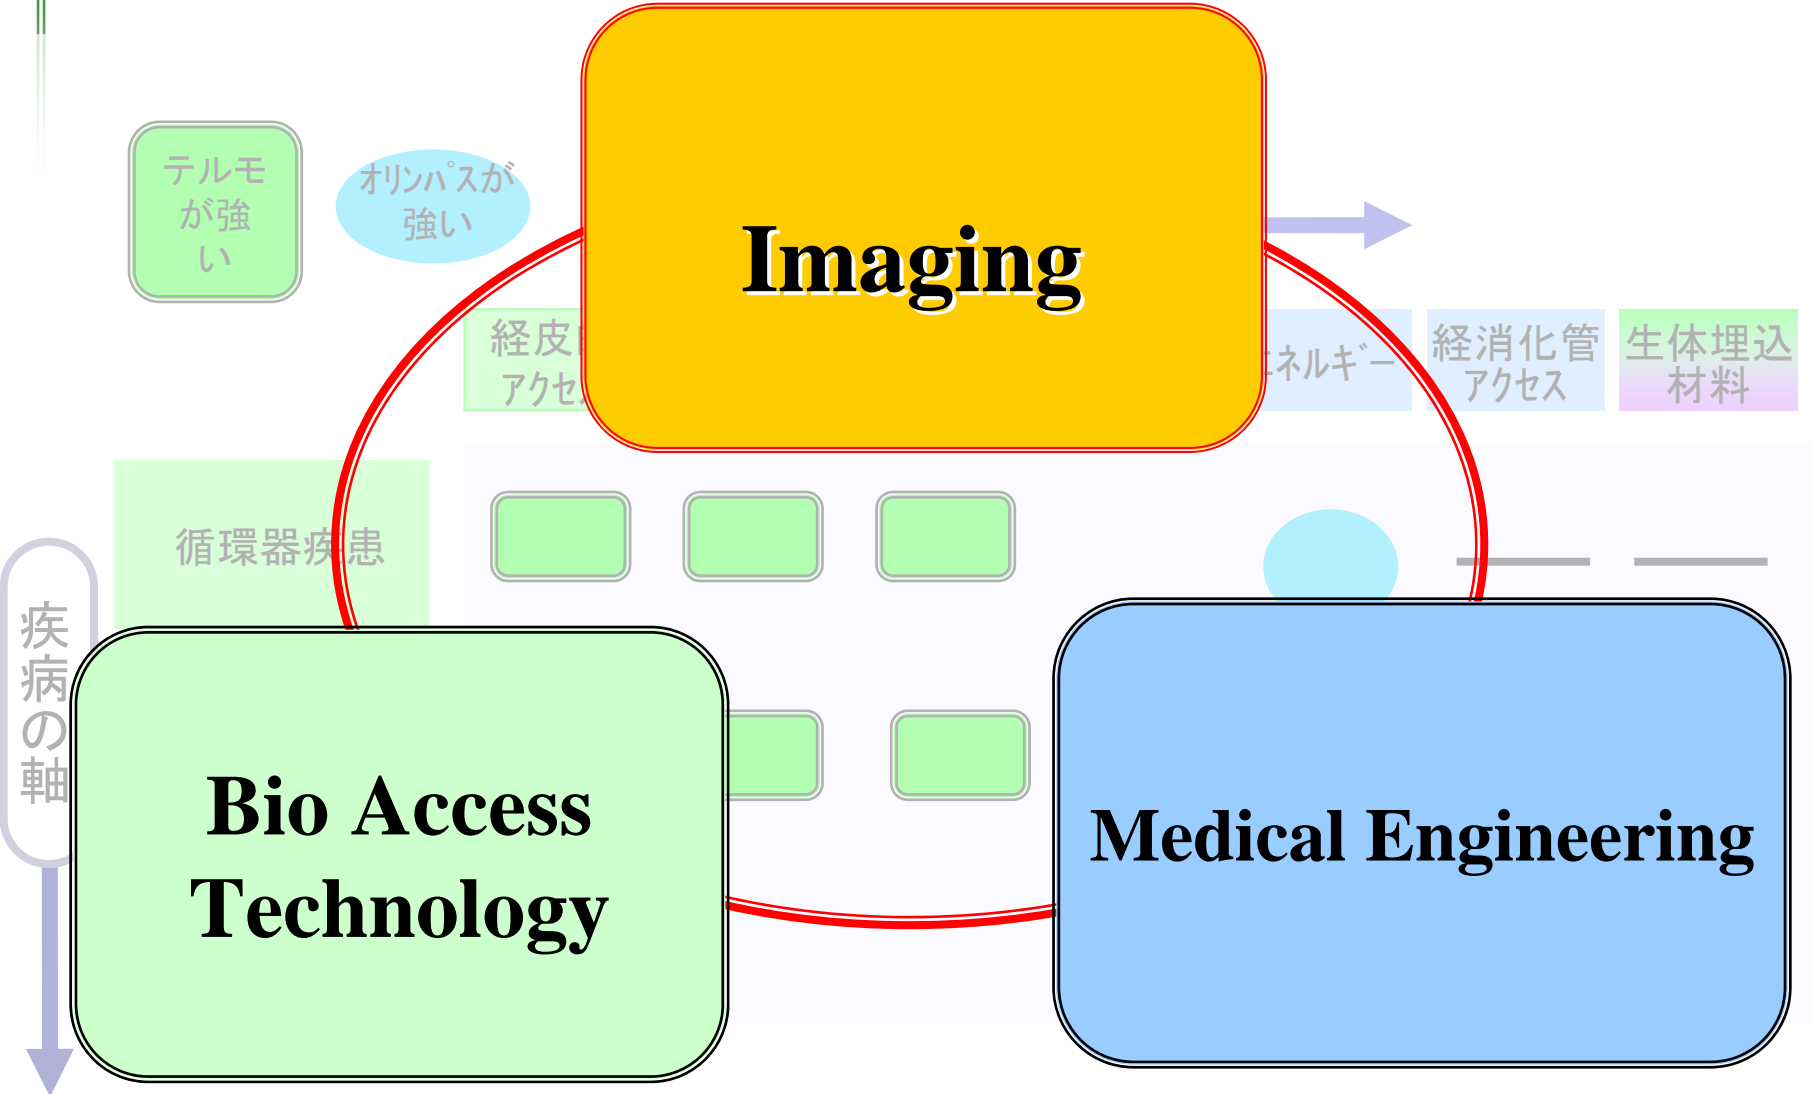 テルモ
が強
い
オリンパスが
強い
Imaging
経皮
アクセ
ネルギー
経消化管
アクセス
生体埋込
材料
循環器疾患
疾病の軸
Bio Access
Technology
Medical Engineering